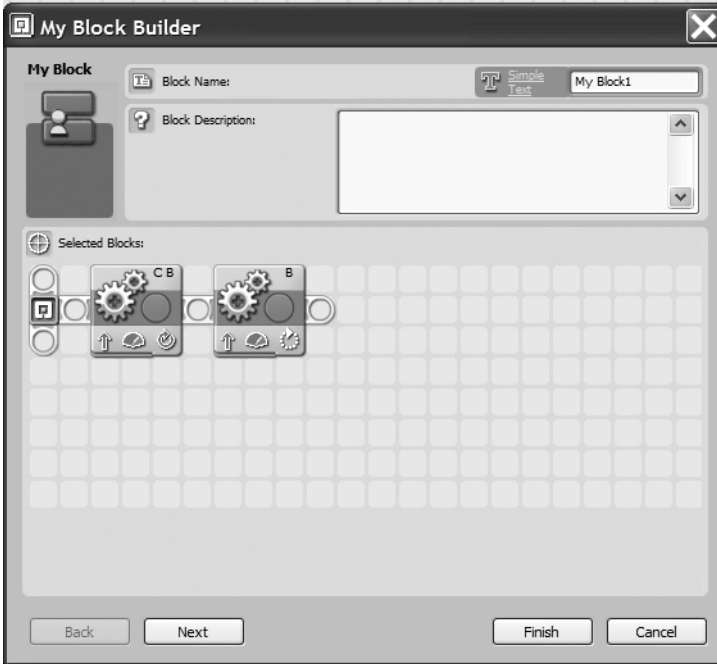 My Block Builder
My Block
Block Name:
T Simple Text
My Block1
? Block Description:
Selected Blocks:
C B
B
Back
Next
Finish
Cancel